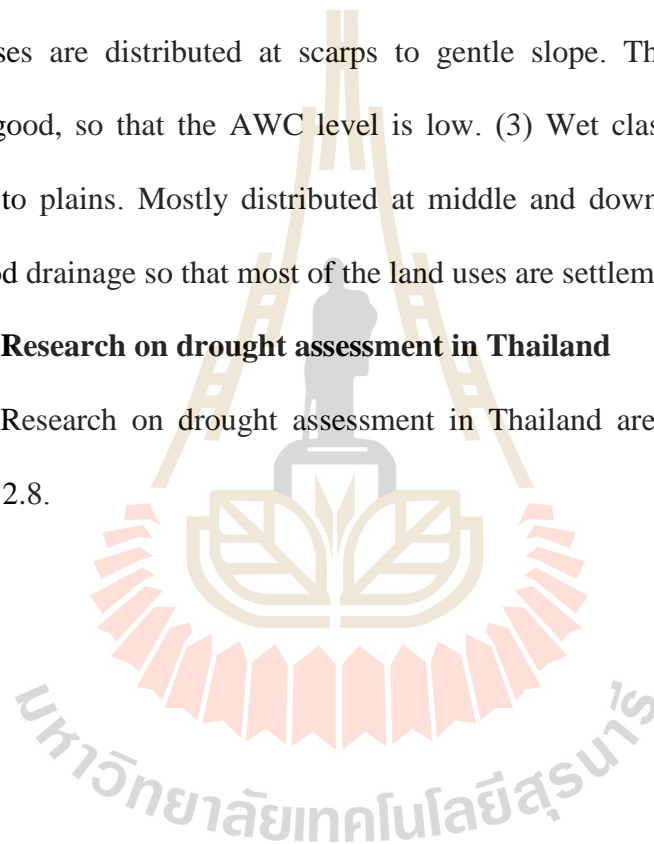 ses are distributed at scarps to gentle slope. Th
good, so that the AWC level is low. (3) Wet clas
to plains. Mostly distributed at middle and down
d drainage so that most of the land uses are settlem
Research on drought assessment in Thailand
Research on drought assessment in Thailand are
2.8.
มหาวิทยาลัยเทคโนโลยีสุรนารี